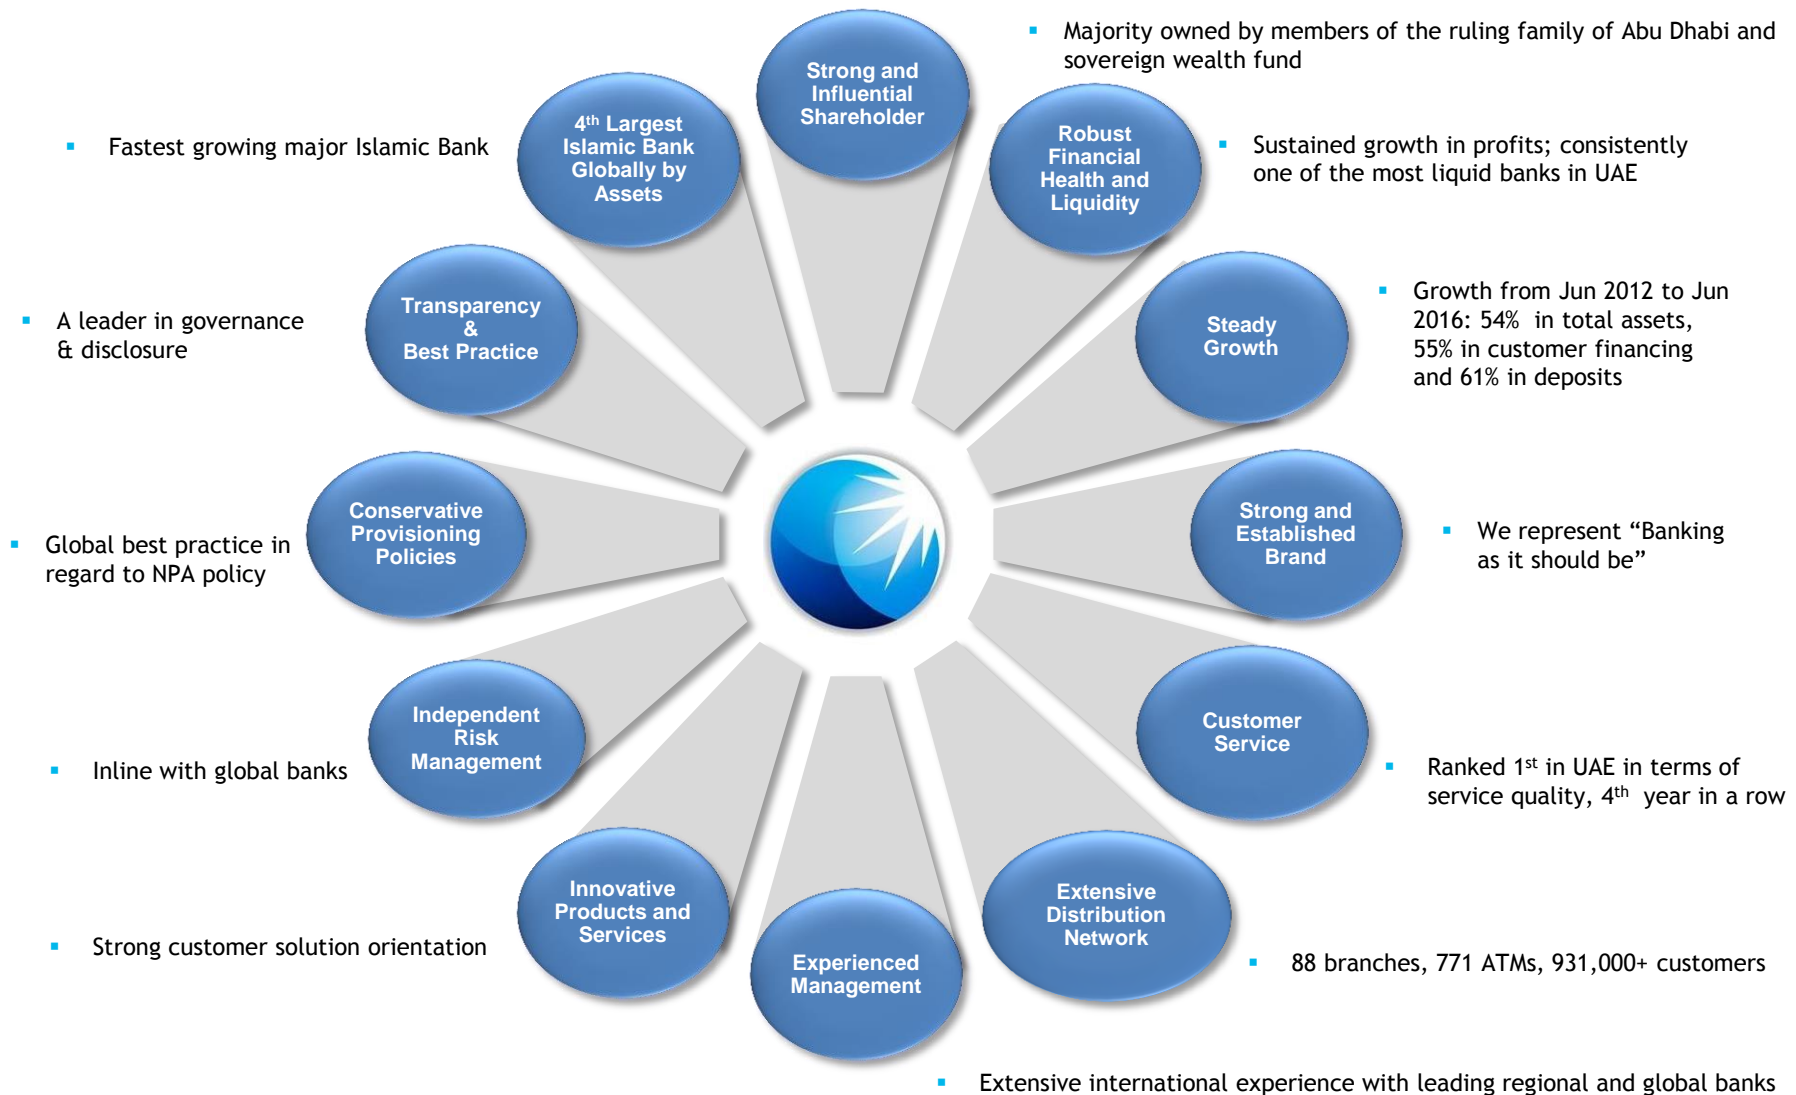 Strong and
Influential
Shareholder
Majority owned by members of the ruling family of Abu Dhabi and
sovereign wealth fund
Robust
Financial
Health and
Liquidity
Sustained growth in profits; consistently
one of the most liquid banks in UAE
Steady
Growth
Growth from Jun 2012 to Jun
2016: 54% in total assets,
55% in customer financing
and 61% in deposits
Strong and
Established
Brand
We represent “Banking
as it should be”
Customer
Service
Ranked 1st in UAE in terms of
service quality, 4th year in a row
Extensive
Distribution
Network
88 branches, 771 ATMs, 931,000+ customers
Experienced
Management
Extensive international experience with leading regional and global banks
Innovative
Products and
Services
Strong customer solution orientation
Independent
Risk
Management
Inline with global banks
Conservative
Provisioning
Policies
Global best practice in
regard to NPA policy
Transparency
&
Best Practice
A leader in governance
& disclosure
4th Largest
Islamic Bank
Globally by
Assets
Fastest growing major Islamic Bank